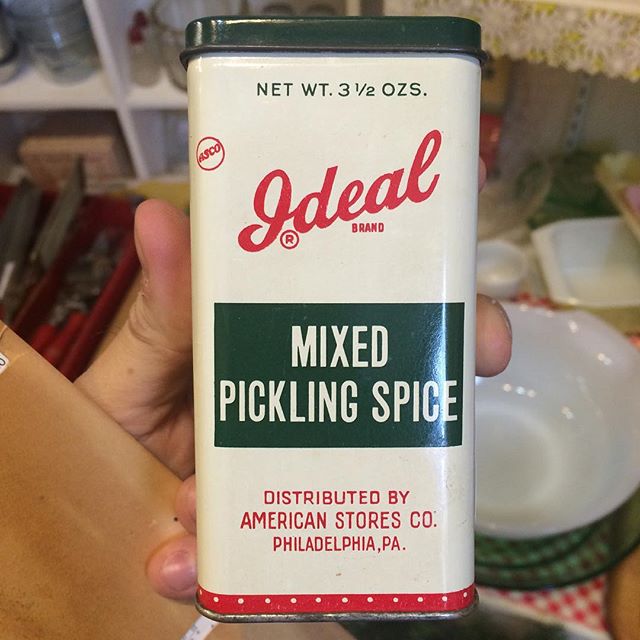 NET WT. 3 1/2 OZS.
asco
Ideal
®
BRAND
MIXED
PICKLING SPICE
DISTRIBUTED BY
AMERICAN STORES CO.
PHILADELPHIA, PA.